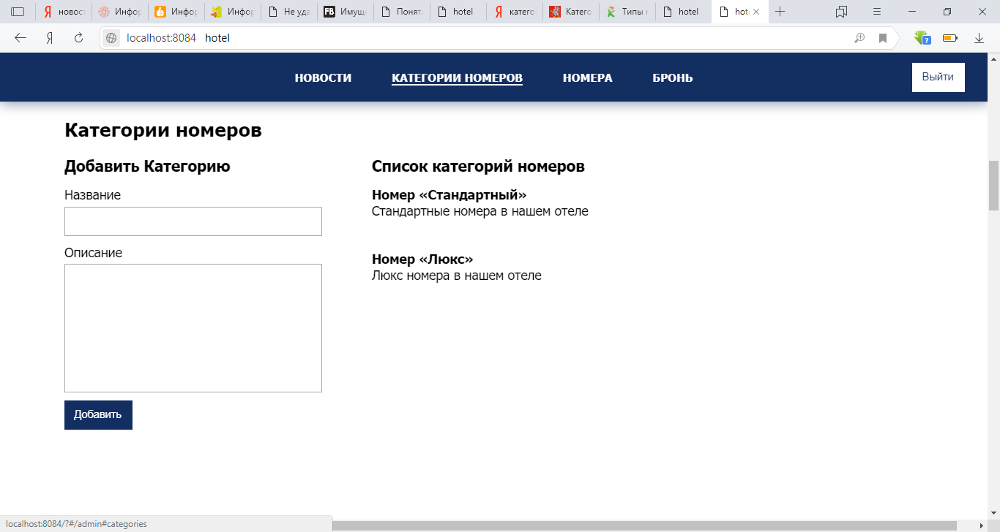 новост
Инфор
Инфор
Инфор
Не уда
Имуще
Понят
hotel
катего
Катего
Типы
hotel
hote
localhost:8084 hotel
НОВОСТИ КАТЕГОРИИ НОМЕРОВ НОМЕРА БРОНЬ Выйти
Категории номеров
Добавить Категорию
Название
Описание
Добавить
Список категорий номеров
Номер «Стандартный»
Стандартные номера в нашем отеле
Номер «Люкс»
Люкс номера в нашем отеле
localhost:8084/?#/admin#categories